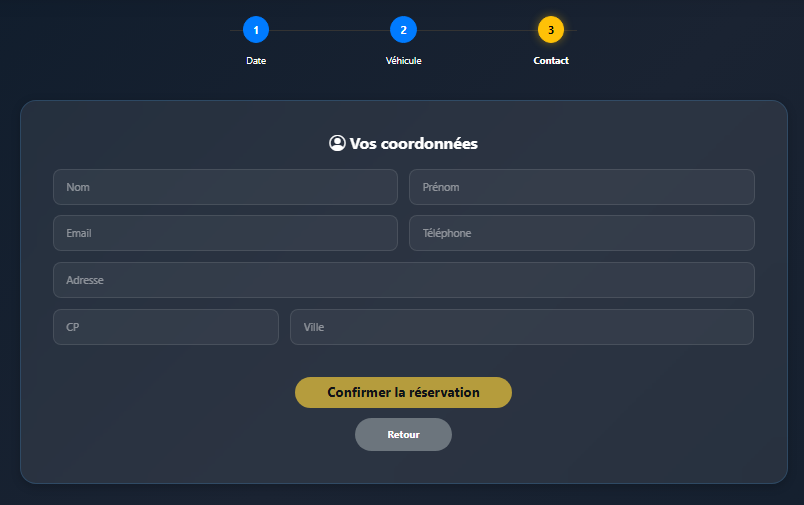 1 2 3
Date Véhicule Contact
Vos coordonnées
Nom Prénom
Email Téléphone
Adresse
CP Ville
Confirmer la réservation
Retour